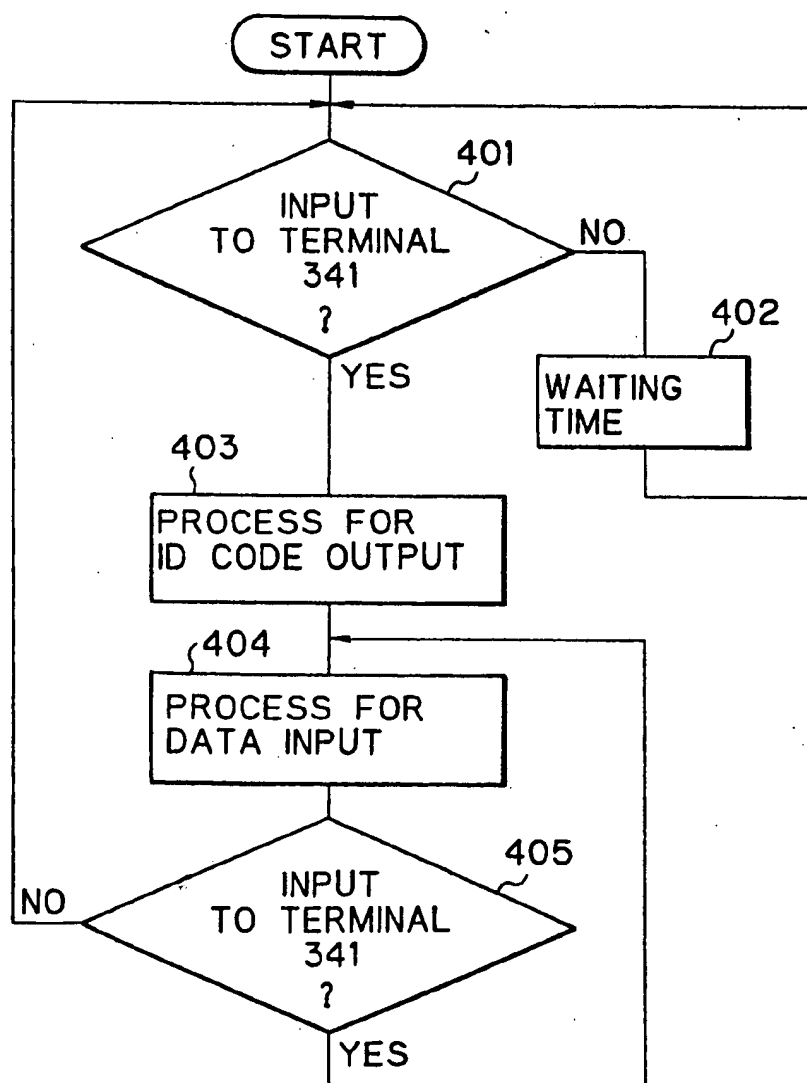 START
401
INPUT
TO TERMINAL
341
?
NO
YES
402
WAITING
TIME
403
PROCESS FOR
ID CODE OUTPUT
404
PROCESS FOR
DATA INPUT
405
INPUT
TO TERMINAL
341
?
NO
YES